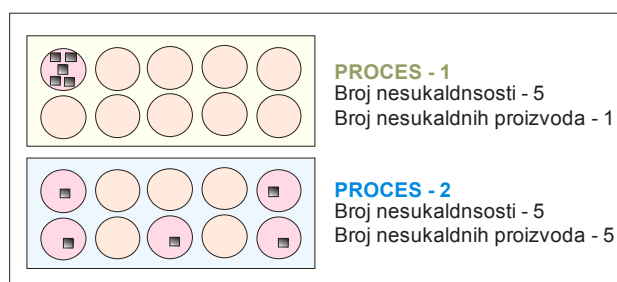 PROCES - 1
Broj nesukaldnsosti - 5
Broj nesukaldnih proizvoda - 1
PROCES - 2
Broj nesukaldnsosti - 5
Broj nesukaldnih proizvoda - 5